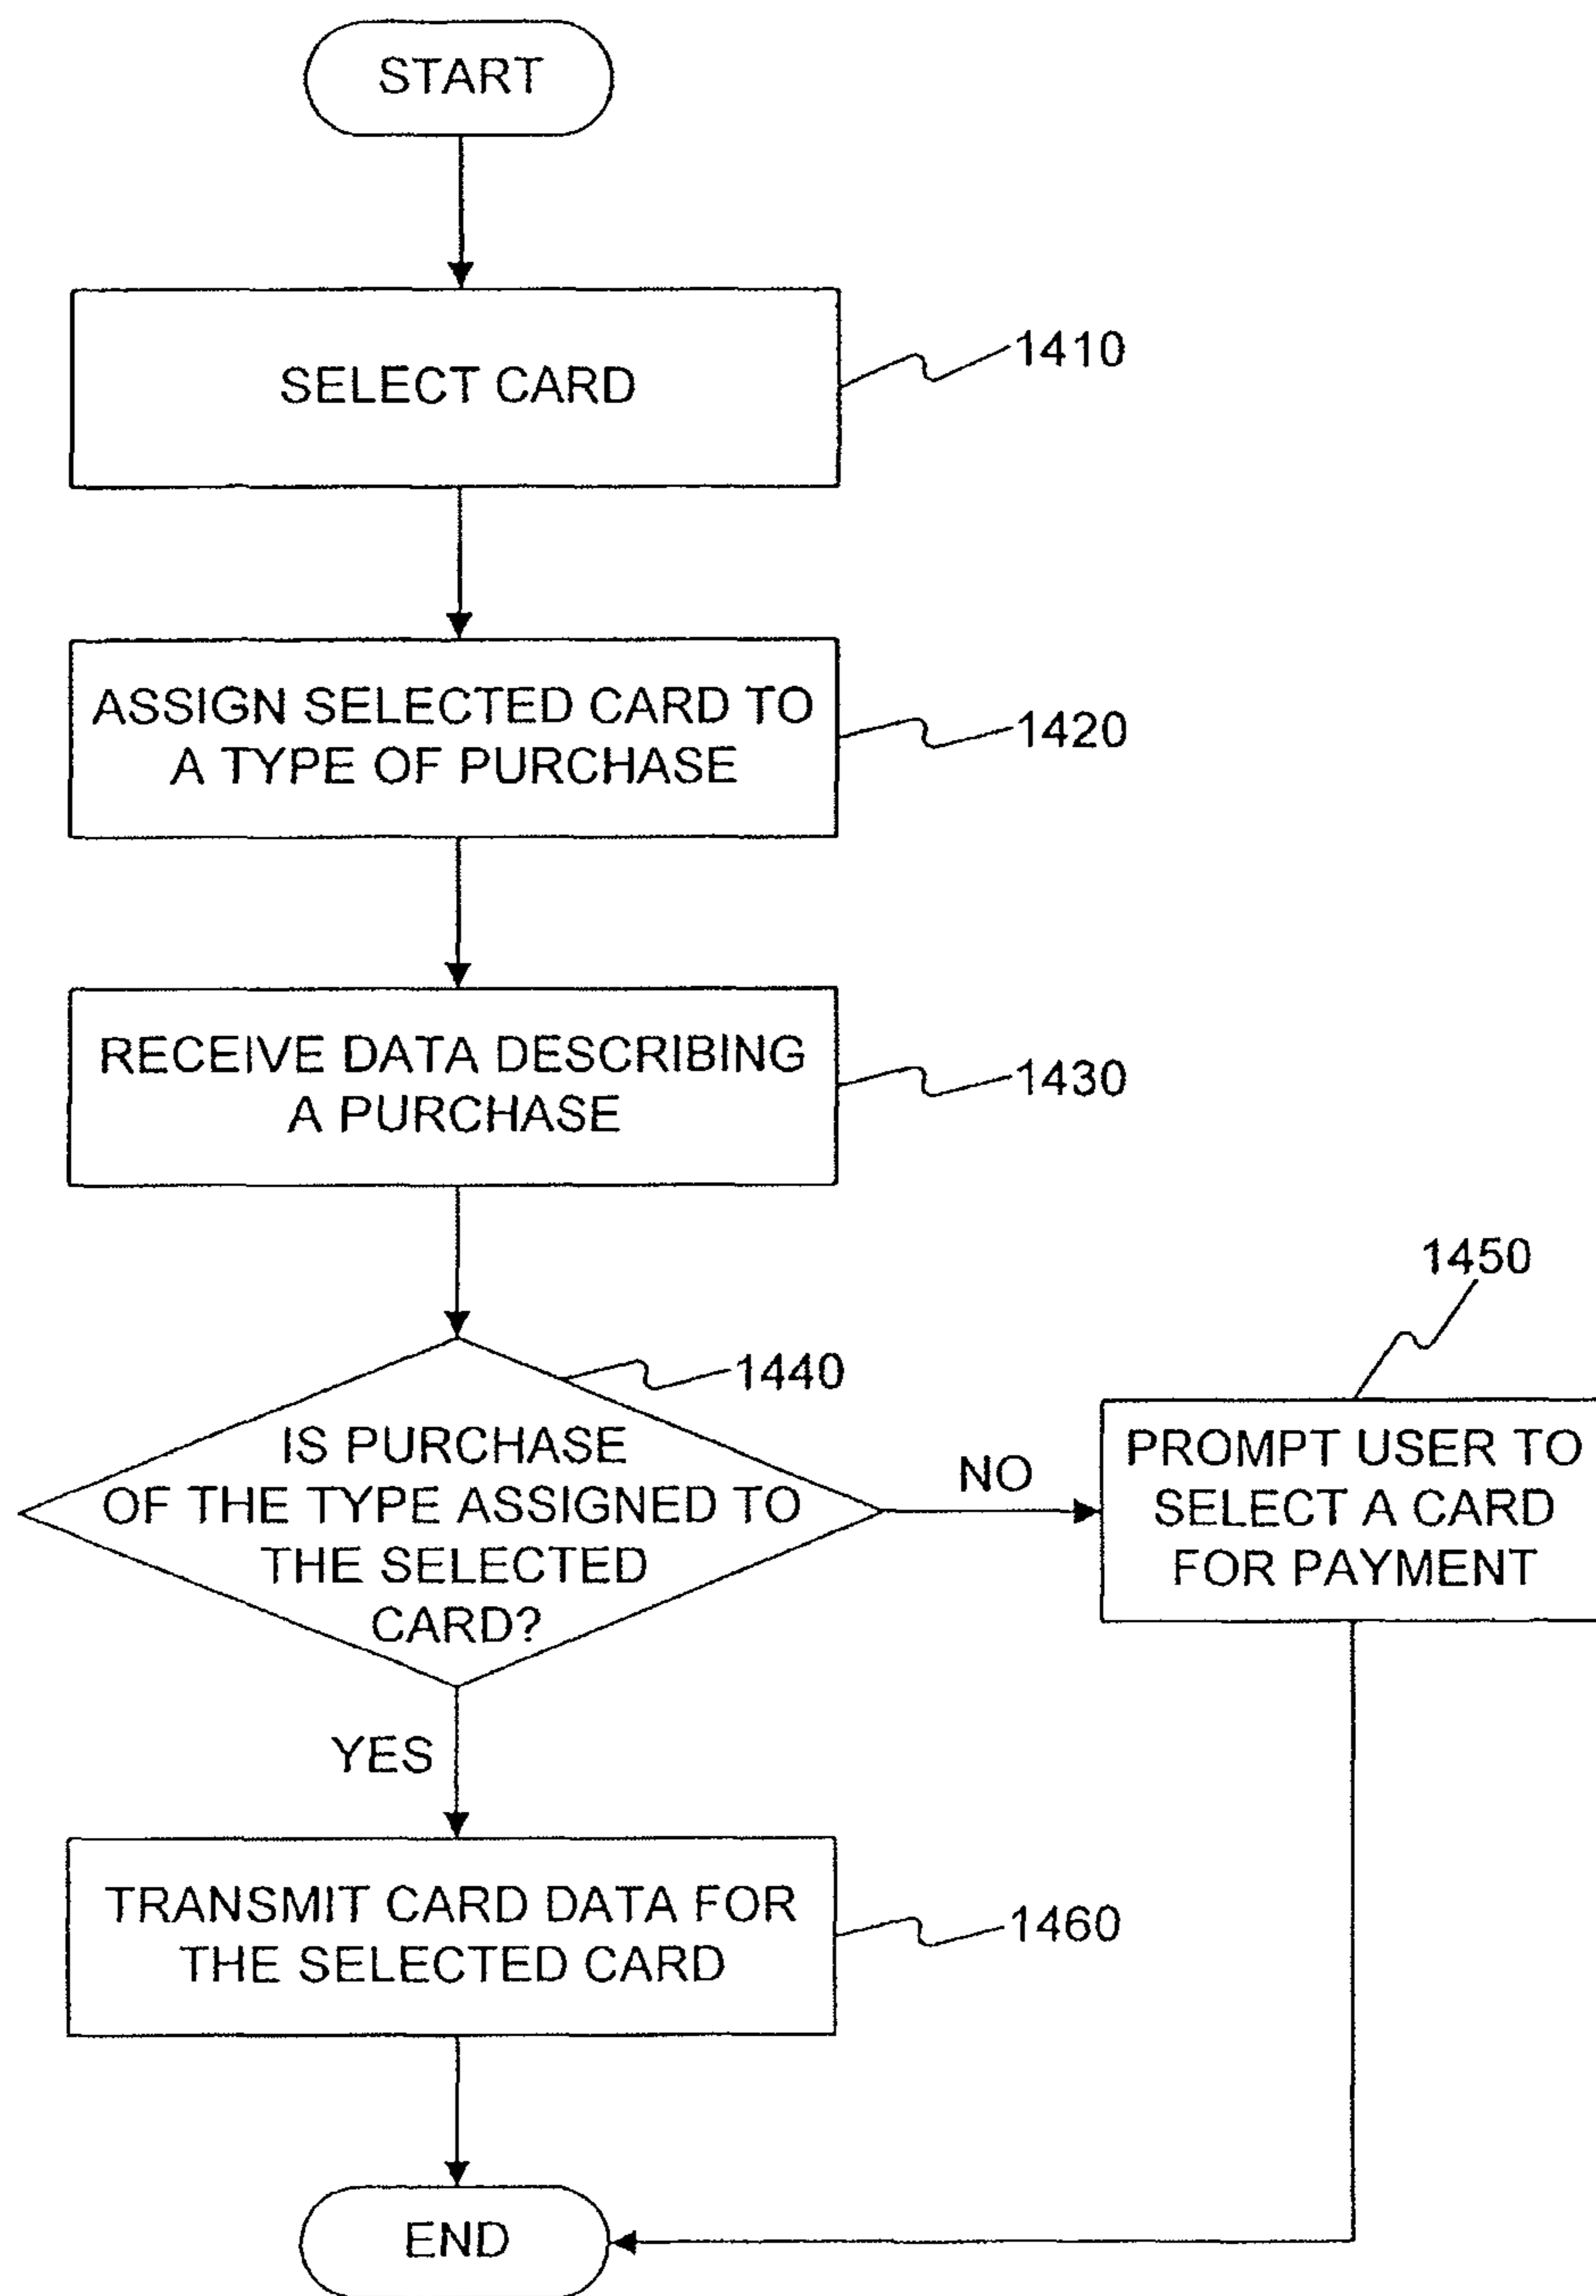 START
SELECT CARD
1410
ASSIGN SELECTED CARD TO
A TYPE OF PURCHASE
1420
RECEIVE DATA DESCRIBING
A PURCHASE
1430
1440
IS PURCHASE
OF THE TYPE ASSIGNED TO
THE SELECTED
CARD?
NO
1450
PROMPT USER TO
SELECT A CARD
FOR PAYMENT
YES
TRANSMIT CARD DATA FOR
THE SELECTED CARD
1460
END